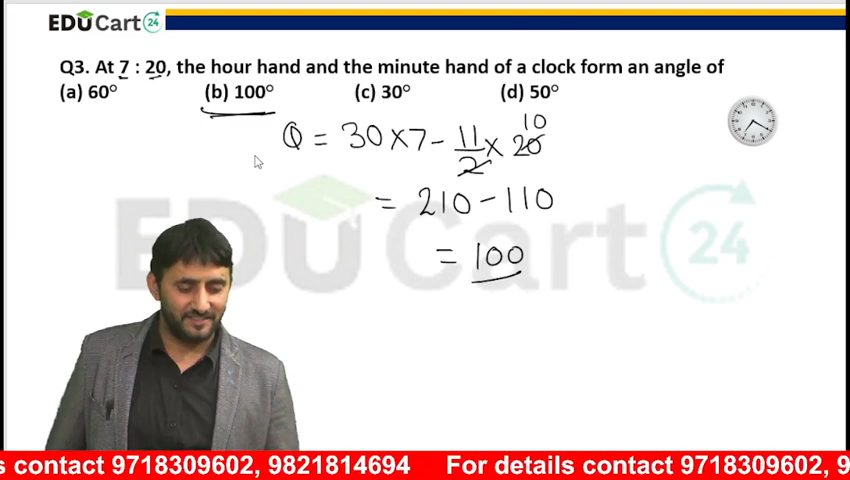 EDUCart24
Q3. At 7 : 20, the hour hand and the minute hand of a clock form an angle of
(a) 60° (b) 100° (c) 30° (d) 50°
Q = 30 × 7 - 11/2 × 20 10
= 210 - 110
= 100
EDUCart 24
s contact 9718309602, 9821814694 For details contact 9718309602, 9